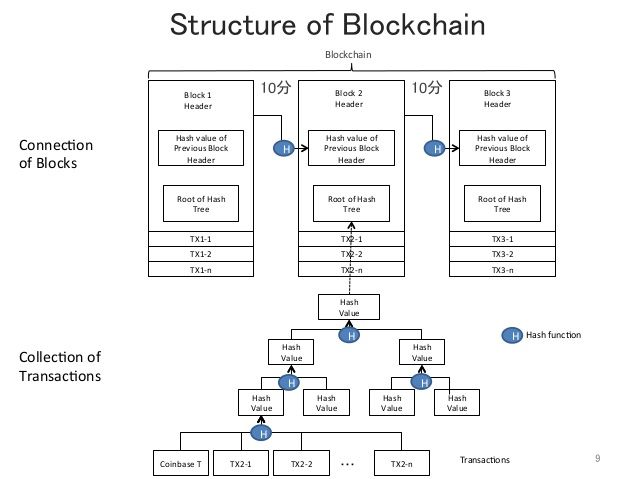 Structure of Blockchain
Blockchain
Block 1
Header
10分
Block 2
Header
10分
Block 3
Header
Connection
of Blocks
Hash value of
Previous Block
Header
H
Hash value of
Previous Block
Header
H
Hash value of
Previous Block
Header
Root of Hash
Tree
Root of Hash
Tree
Root of Hash
Tree
TX1-1
TX2-1
TX3-1
TX1-2
TX2-2
TX3-2
TX1-n
TX2-n
TX3-n
Hash
Value
H
H Hash function
Collection of
Transactions
Hash
Value
Hash
Value
H
H
Hash
Value
Hash
Value
Hash
Value
Hash
Value
H
Coinbase T
TX2-1
TX2-2
...
TX2-n
Transactions
9